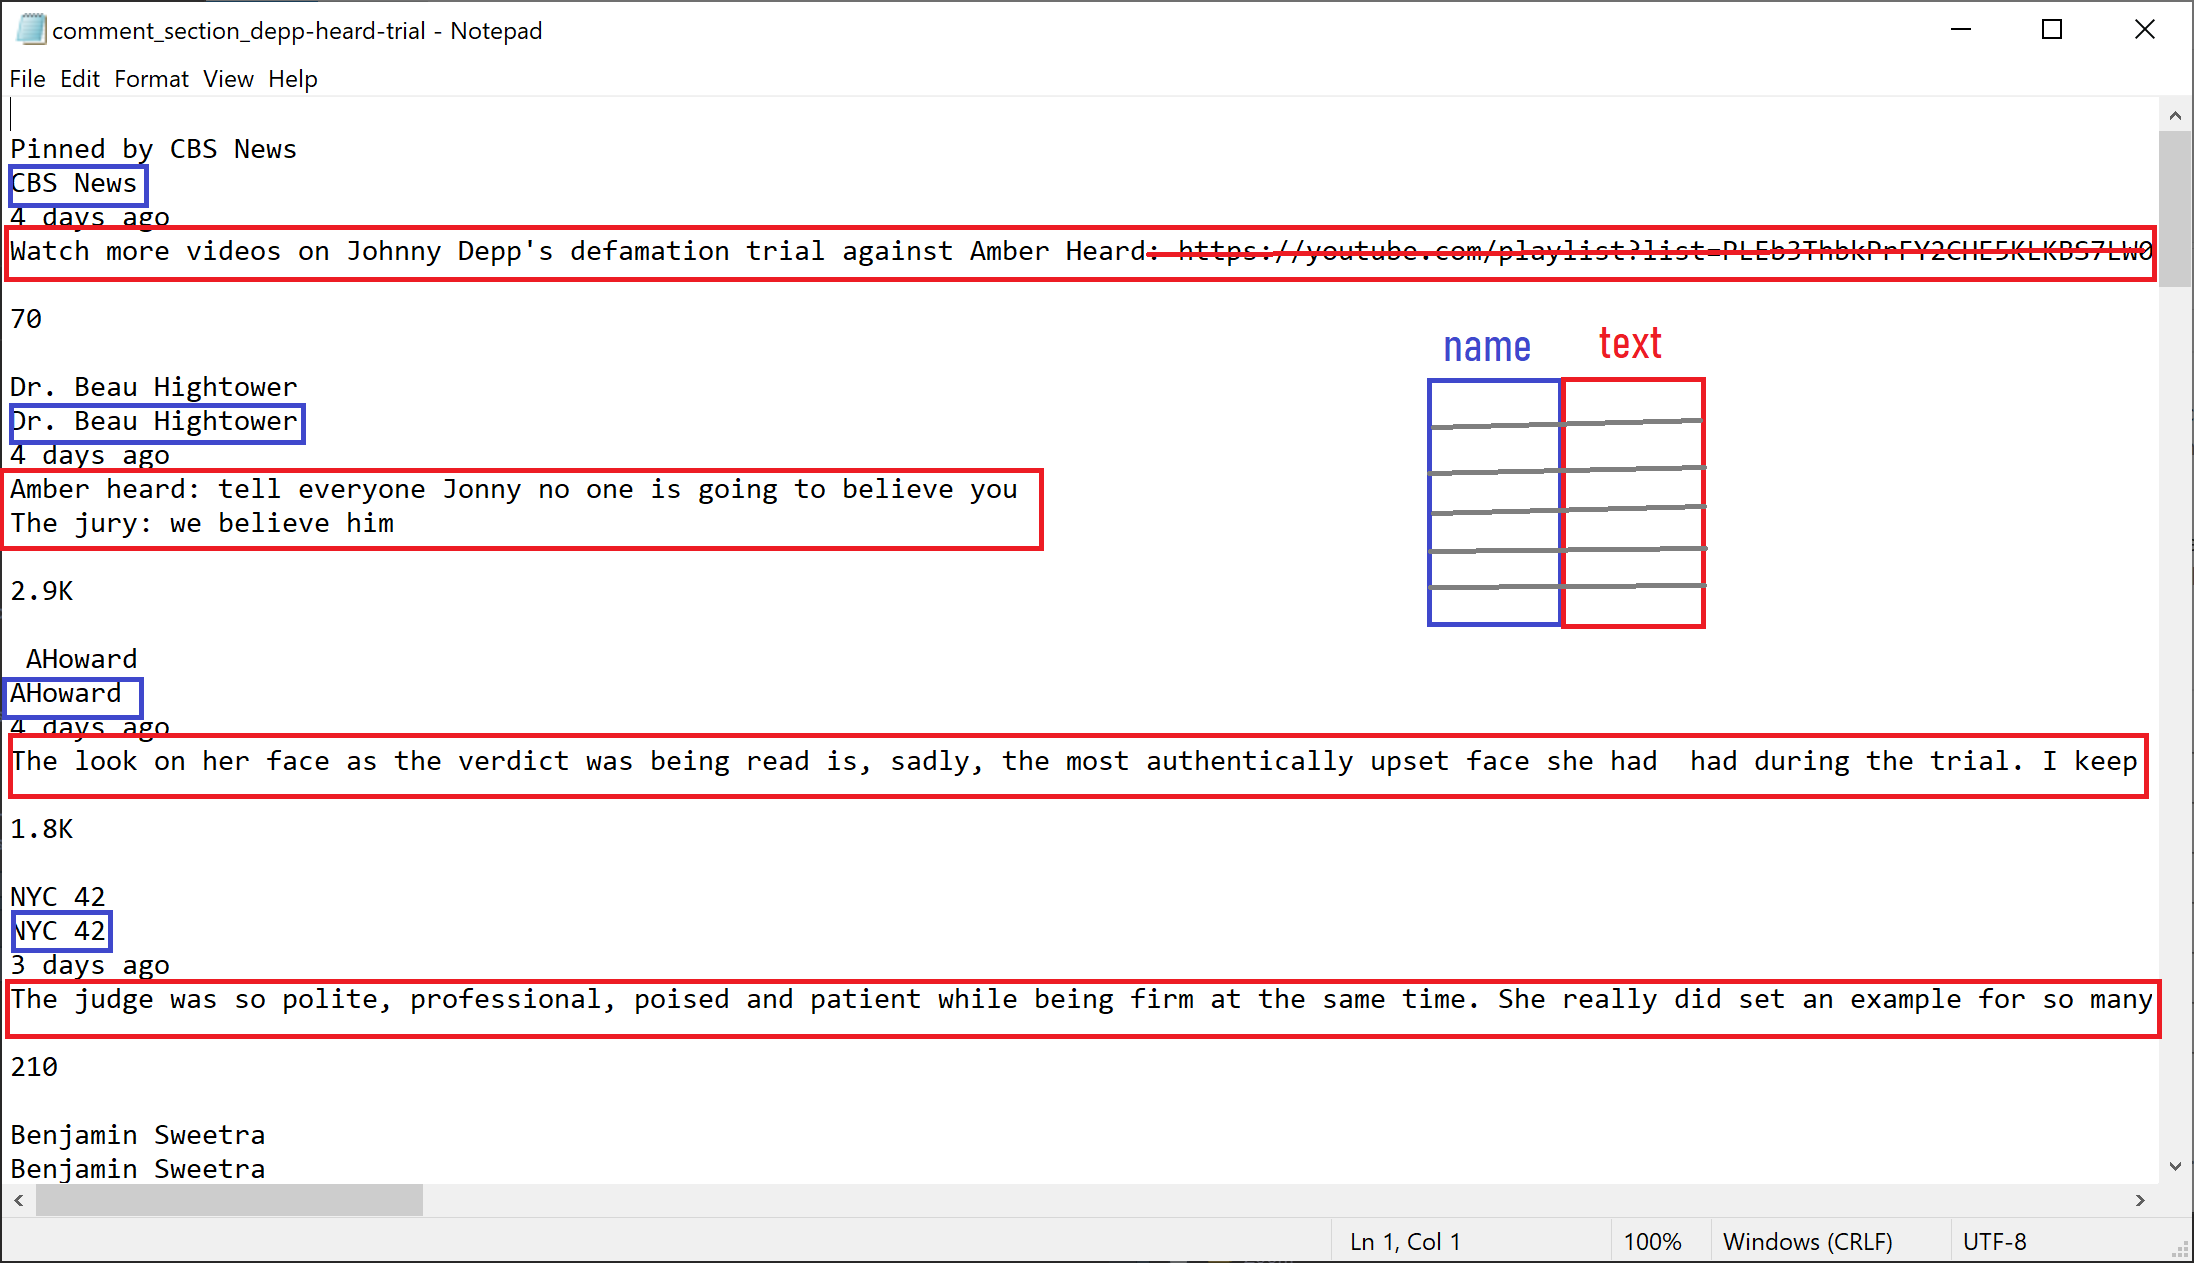 comment_section_depp-heard-trial - Notepad
File Edit Format View Help
Pinned by CBS News
CBS News
4 days ago
Watch more videos on Johnny Depp's defamation trial against Amber Heard: https://youtube.com/playlist?list=PLEb3ThbkPrFY2CHE5KLKBS7LW0
70
name text
Dr. Beau Hightower
Dr. Beau Hightower
4 days ago
Amber heard: tell everyone Jonny no one is going to believe you
The jury: we believe him
2.9K
AHoward
AHoward
4 days ago
The look on her face as the verdict was being read is, sadly, the most authentically upset face she had  had during the trial. I keep
1.8K
NYC 42
NYC 42
3 days ago
The judge was so polite, professional, poised and patient while being firm at the same time. She really did set an example for so many
210
Benjamin Sweetra
Benjamin Sweetra
Ln 1, Col 1 100% Windows (CRLF) UTF-8